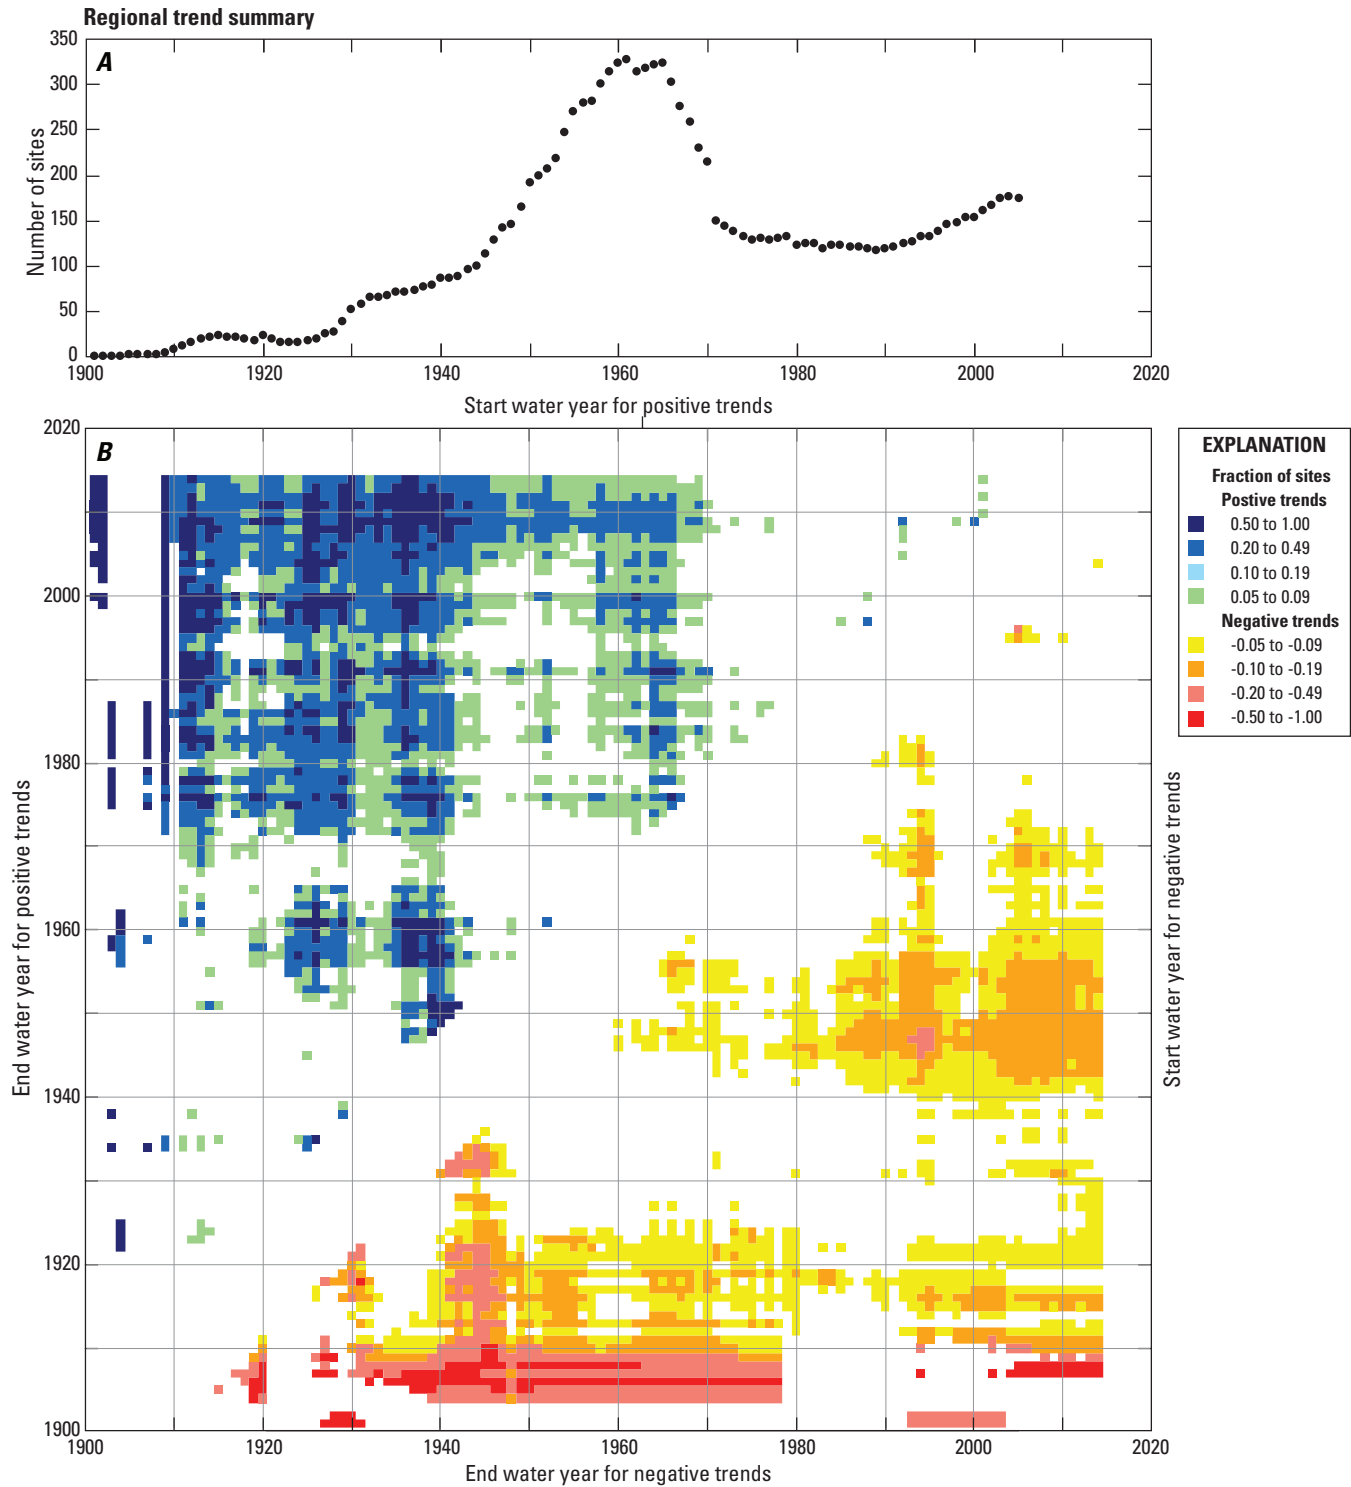 Regional trend summary
A
350
300
250
200
150
100
50
0
Number of sites
1900 1920 1940 1960 1980 2000 2020
Start water year for positive trends
B
2020
2000
1980
1960
1940
1920
1900
End water year for positive trends
Start water year for negative trends
1900 1920 1940 1960 1980 2000 2020
End water year for negative trends
EXPLANATION
Fraction of sites
Postive trends
0.50 to 1.00
0.20 to 0.49
0.10 to 0.19
0.05 to 0.09
Negative trends
-0.05 to -0.09
-0.10 to -0.19
-0.20 to -0.49
-0.50 to -1.00